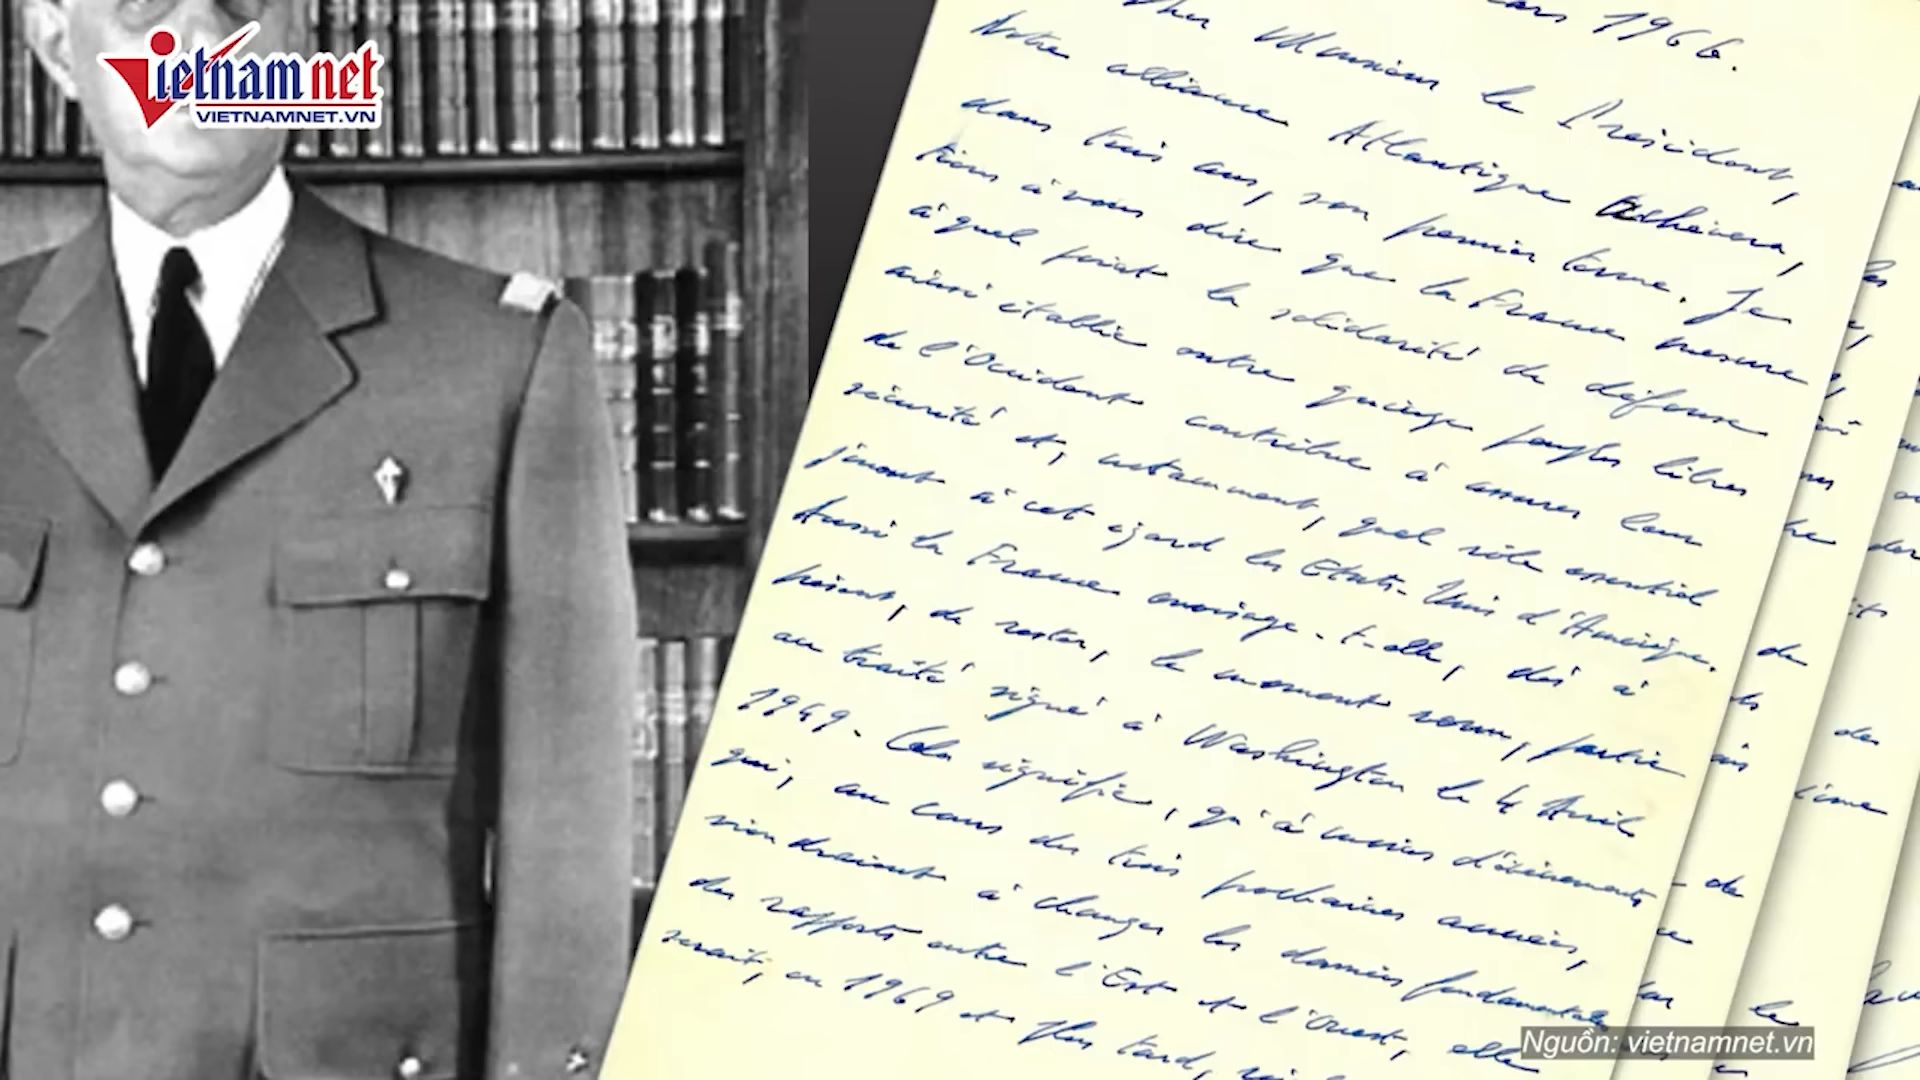 Vietnamnet
VIETNAMNET.VN
1966.
Cher Monsieur le Président,
Notre alliance Atlantique achèvera,
dans trois ans, son premier terme. Je
tiens à vous dire que la France mesure
à quel point la solidarité de défense
ainsi établie entre quinze peuples libres
de l'Occident contribue à assurer leur
sécurité et, notamment, quel rôle essentiel
jouent à cet égard les Etats-Unis d'Amérique.
Aussi la France envisage-t-elle, dès à
présent, de rester, le moment venu, partie
au traité signé à Washington le 4 Avril
1949. Cela signifie, qu'à moins d'évènements
qui, au cours des trois prochaines années,
viendraient à changer les données fondamentales
des rapports entre l'Est et l'Ouest, elle
serait, en 1969 et plus tard,
Nguồn: vietnamnet.vn